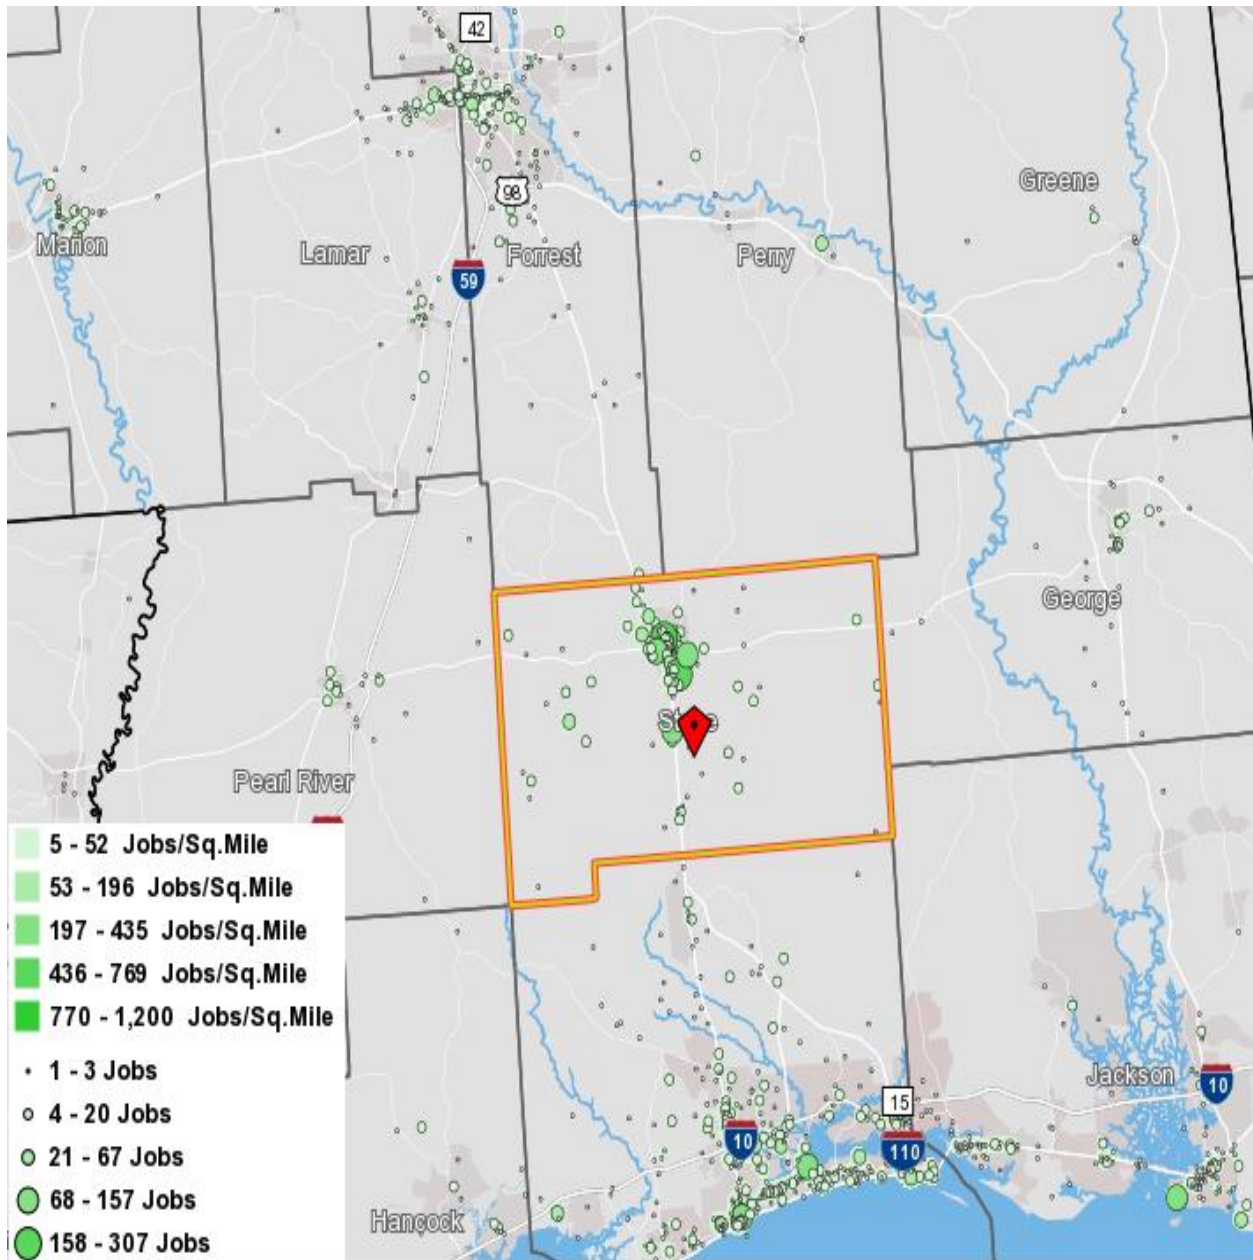 42
98
Greene
Marion
Lamar
Forrest
Perry
59
George
Stone
Pearl River
5 - 52 Jobs/Sq.Mile
53 - 196 Jobs/Sq.Mile
197 - 435 Jobs/Sq.Mile
436 - 769 Jobs/Sq.Mile
770 - 1,200 Jobs/Sq.Mile
1 - 3 Jobs
4 - 20 Jobs
21 - 67 Jobs
68 - 157 Jobs
158 - 307 Jobs
Jackson
10
15
10
110
Hancock